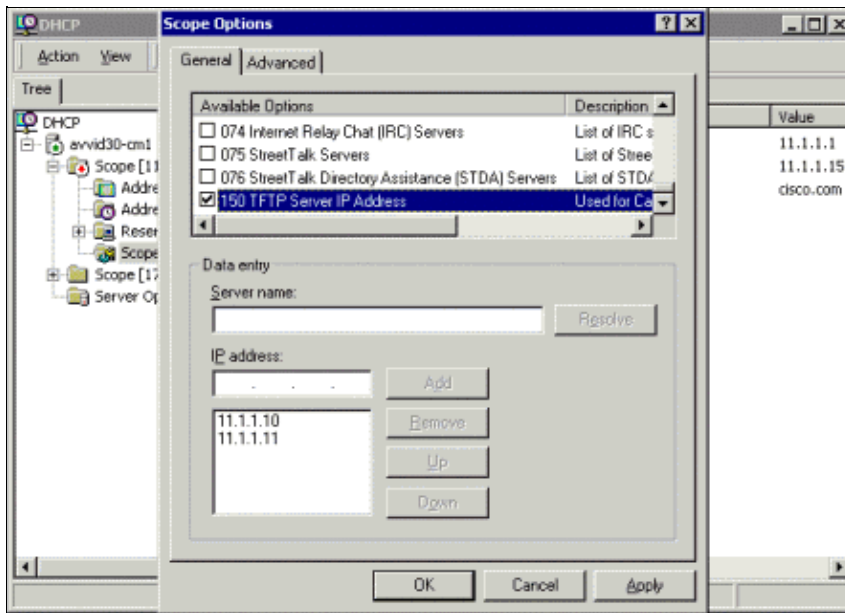 DHCP
Action View
Tree
DHCP
avvid30-cm1
Scope [11
Addre
Addre
Reser
Scope
Scope [17
Server Op
Scope Options
General
Advanced
Available Options
Description
074 Internet Relay Chat (IRC) Servers
List of IRC s
075 StreetTalk Servers
List of Stree
076 StreetTalk Directory Assistance (STDA) Servers
List of STDA
150 TFTP Server IP Address
Used for Ca
Data entry
Server name:
Resolve
IP address:
Add
11.1.1.10
11.1.1.11
Remove
Up
Down
OK
Cancel
Apply
Value
11.1.1.1
11.1.1.15
cisco.com